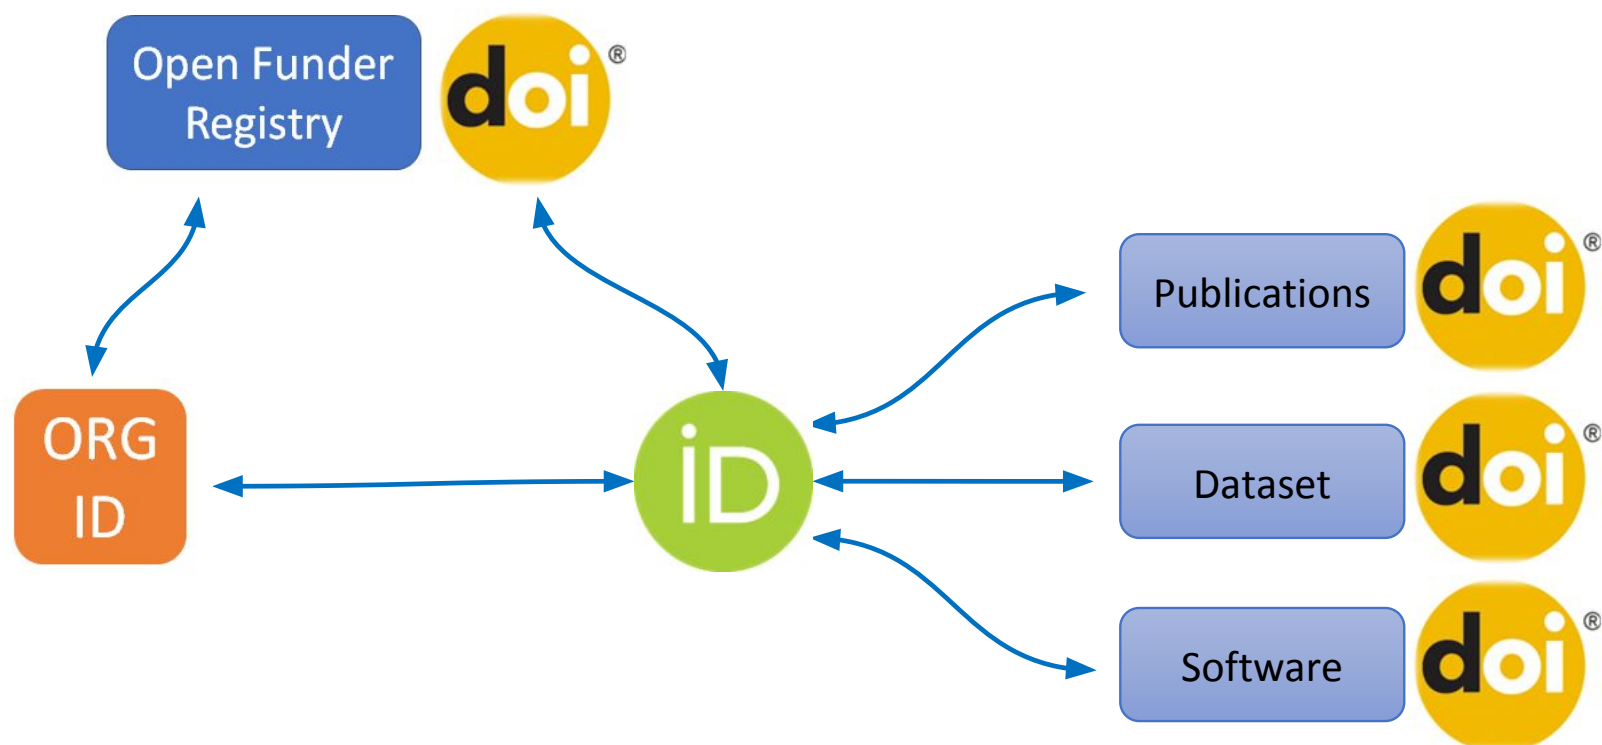 Open Funder
Registry
doi®
Publications
doi®
ORG
ID
iD
Dataset
doi®
Software
doi®